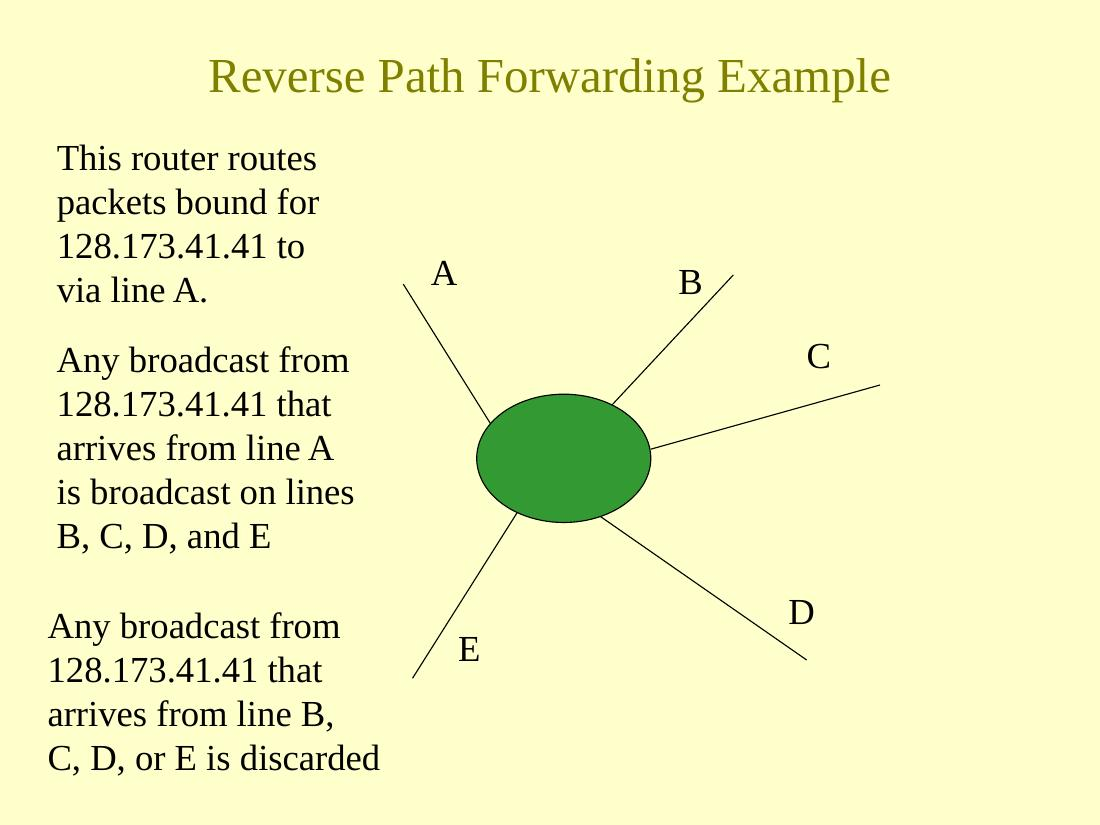 Reverse Path Forwarding Example
This router routes
packets bound for
128.173.41.41 to
via line A.
Any broadcast from
128.173.41.41 that
arrives from line A
is broadcast on lines
B, C, D, and E
Any broadcast from
128.173.41.41 that
arrives from line B,
C, D, or E is discarded
A
B
C
D
E